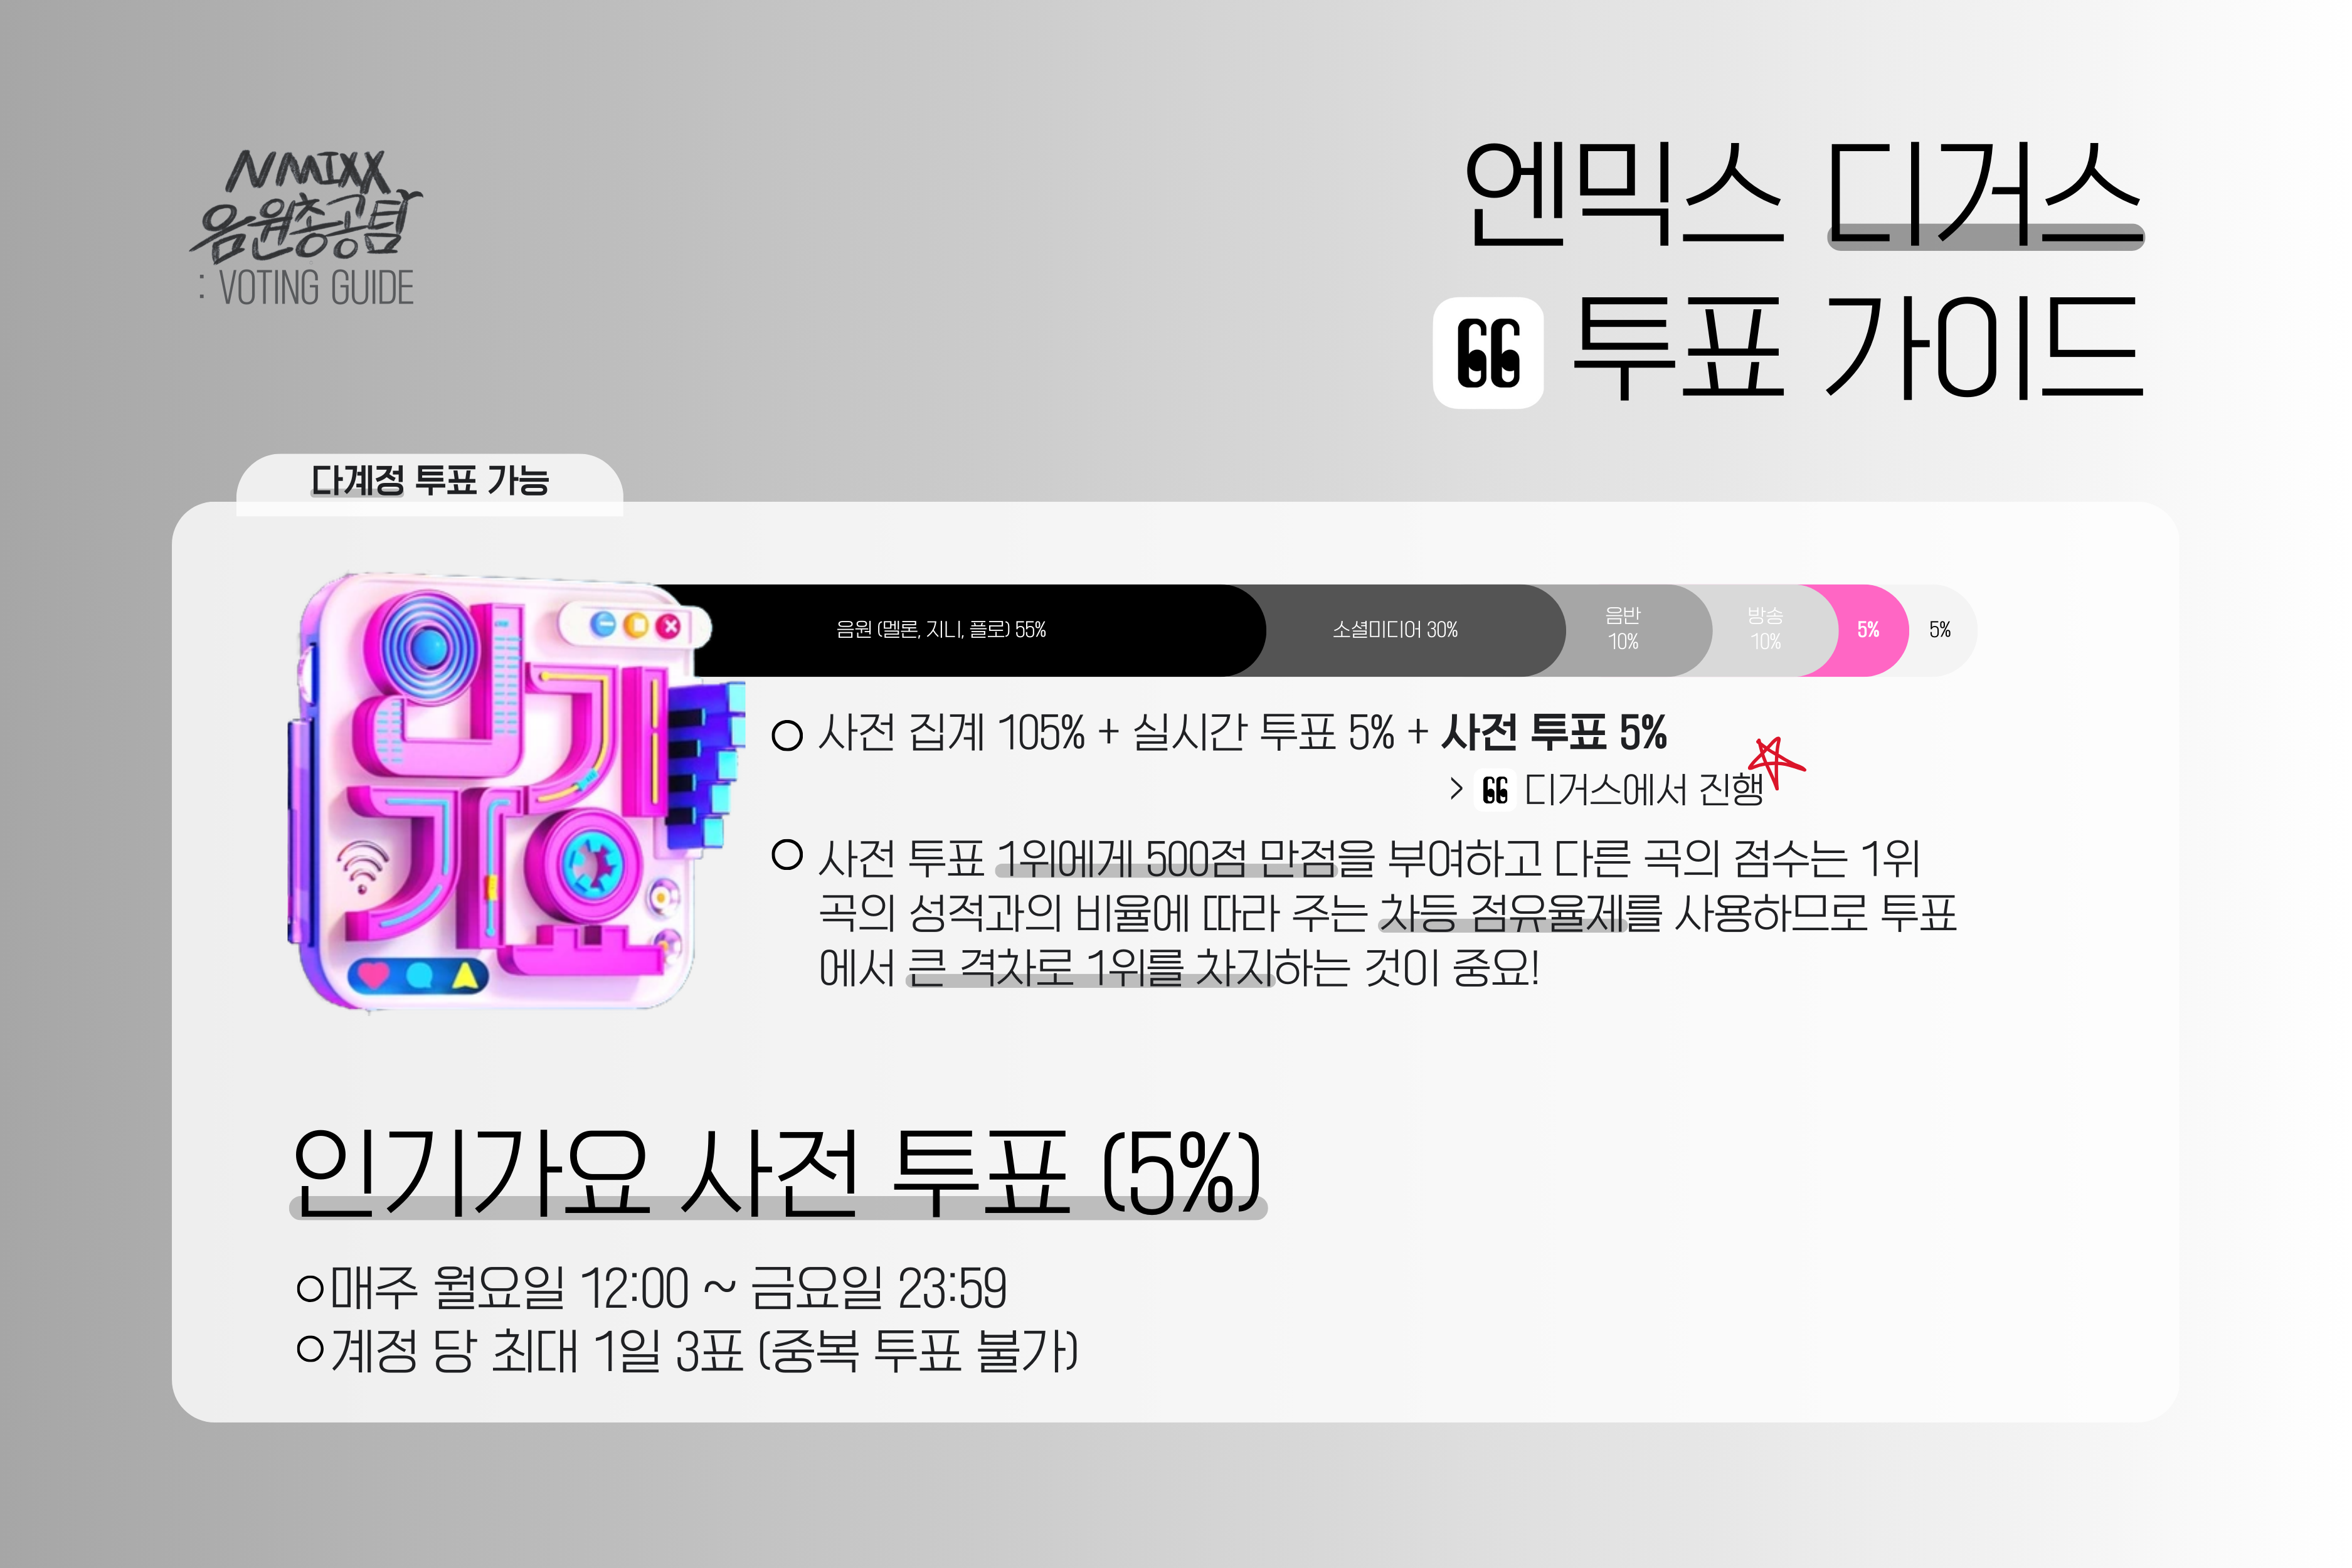 NMIXX
음원총공팀
: VOTING GUIDE
엔믹스 디거스
투표 가이드
다계정 투표 가능
인기가요
음원 (멜론, 지니, 플로) 55%
소셜미디어 30%
음반
10%
방송
10%
5%
5%
사전 집계 105% + 실시간 투표 5% + 사전 투표 5%
> 디거스에서 진행
사전 투표 1위에게 500점 만점을 부여하고 다른 곡의 점수는 1위
곡의 성적과의 비율에 따라 주는 차등 점유율제를 사용하므로 투표
에서 큰 격차로 1위를 차지하는 것이 중요!
인기가요 사전 투표 (5%)
매주 월요일 12:00 ~ 금요일 23:59
계정 당 최대 1일 3표 (중복 투표 불가)